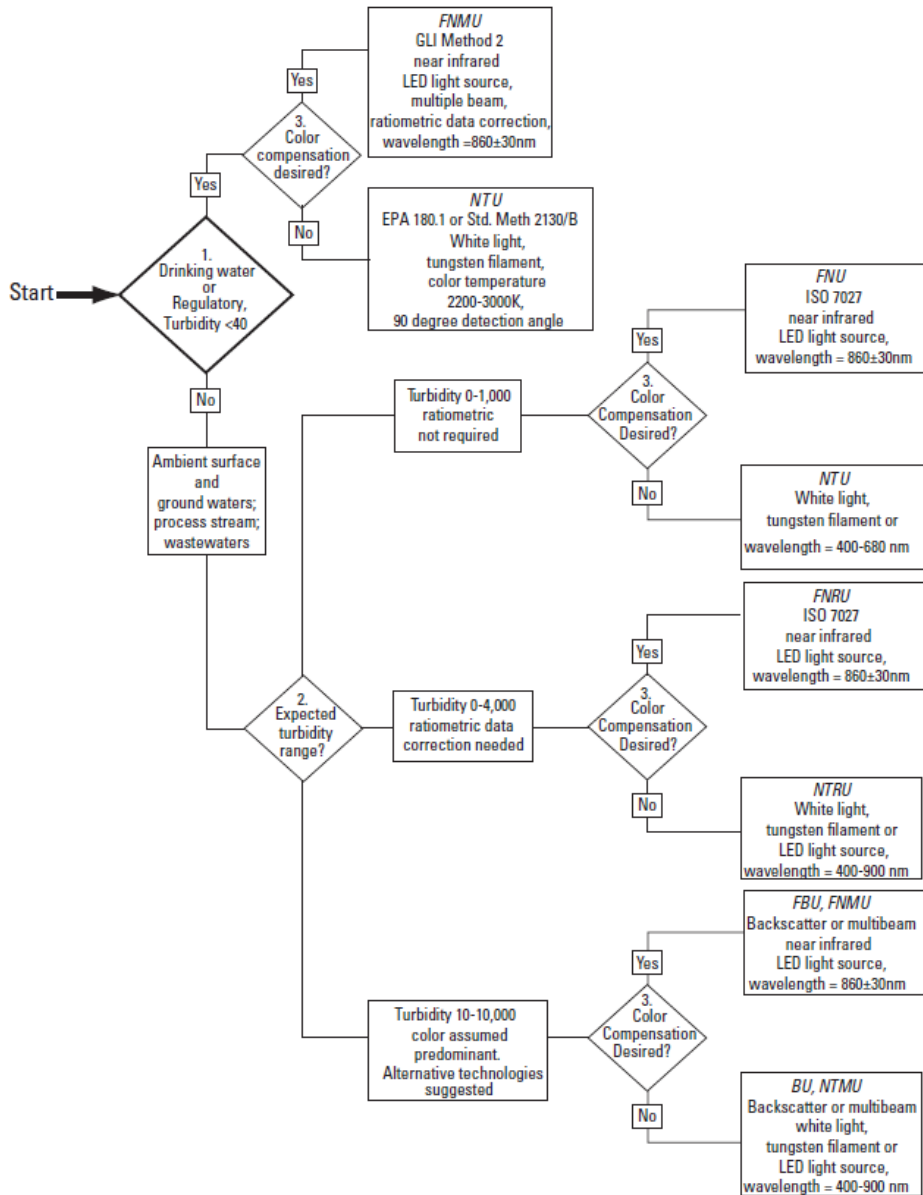 FNMU
GLI Method 2
near infrared
LED light source,
multiple beam,
ratiometric data correction,
wavelength =860±30nm
Yes
3.
Color
compensation
desired?
Yes
No
NTU
EPA 180.1 or Std. Meth 2130/B
White light,
tungsten filament,
color temperature
2200-3000K,
90 degree detection angle
Start
1.
Drinking water
or
Regulatory,
Turbidity <40
No
Ambient surface
and
ground waters;
process stream;
wastewaters
2.
Expected
turbidity
range?
Turbidity 0-1,000
ratiometric
not required
3.
Color
Compensation
Desired?
Yes
FNU
ISO 7027
near infrared
LED light source,
wavelength = 860±30nm
No
NTU
White light,
tungsten filament or
wavelength = 400-680 nm
Turbidity 0-4,000
ratiometric data
correction needed
3.
Color
Compensation
Desired?
Yes
FNRU
ISO 7027
near infrared
LED light source,
wavelength = 860±30nm
No
NTRU
White light,
tungsten filament or
LED light source,
wavelength = 400-900 nm
Turbidity 10-10,000
color assumed
predominant.
Alternative technologies
suggested
3.
Color
Compensation
Desired?
Yes
FBU, FNMU
Backscatter or multibeam
near infrared
LED light source,
wavelength = 860±30nm
No
BU, NTMU
Backscatter or multibeam
white light,
tungsten filament or
LED light source,
wavelength = 400-900 nm